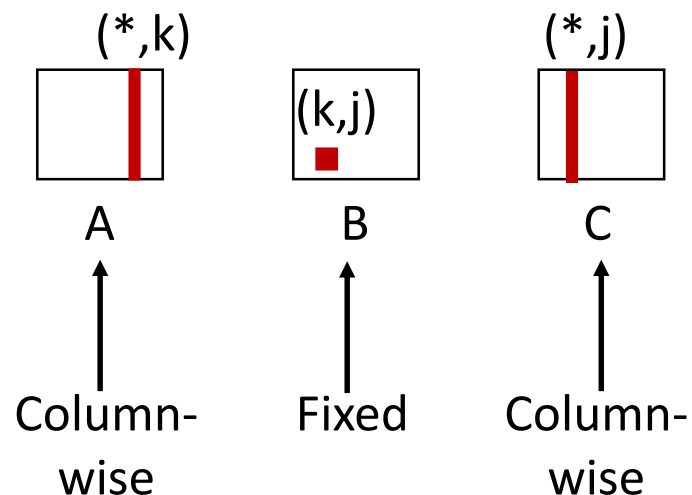 (*,k)
(*,j)
(k,j)
A
B
C
Column-
wise
Fixed
Column-
wise